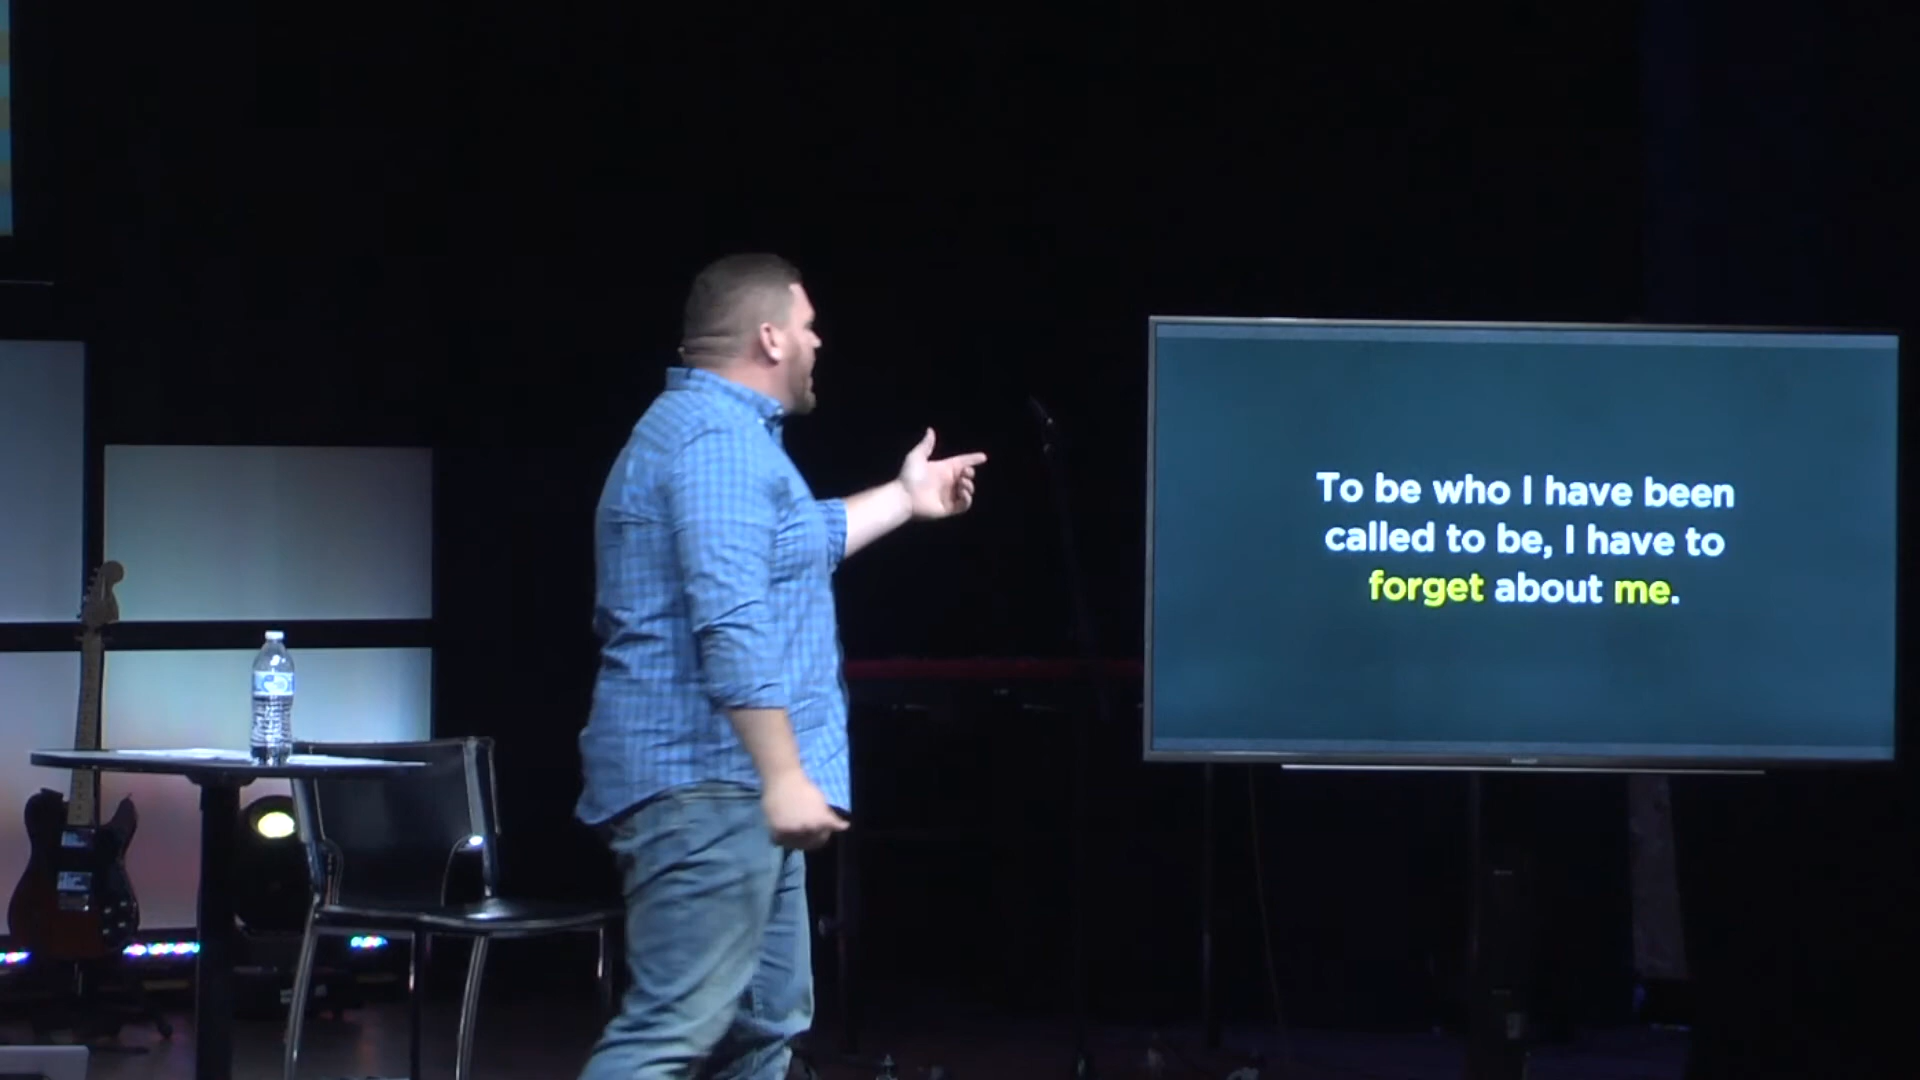 To be who I have been
called to be, I have to
forget about me.